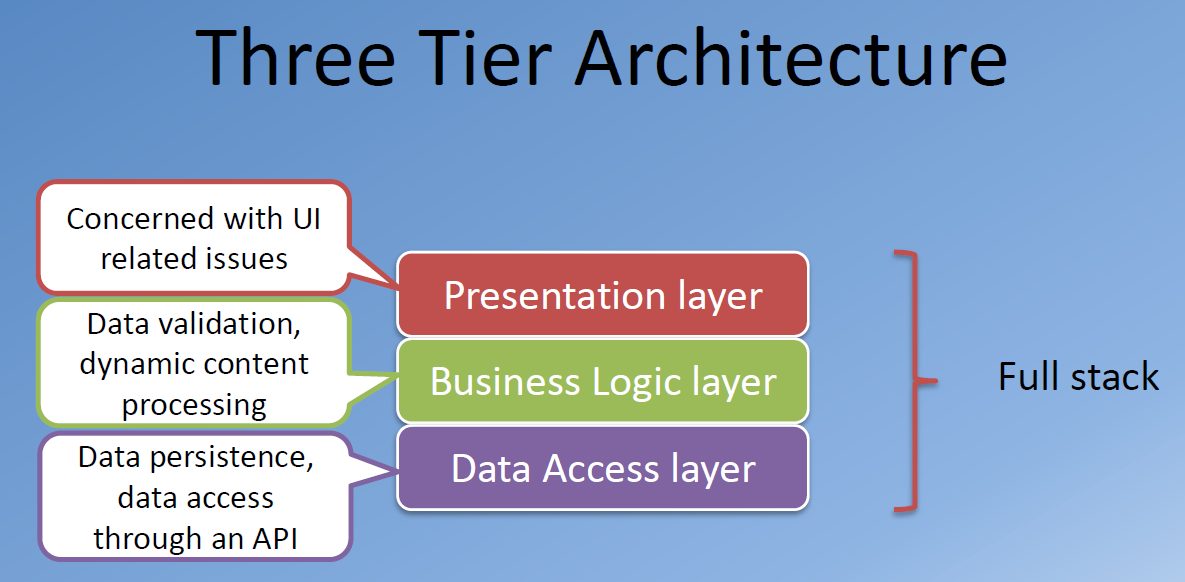 Three Tier Architecture
Concerned with UI
related issues
Presentation layer
Data validation,
dynamic content
processing
Business Logic layer
Data persistence,
data access
through an API
Data Access layer
Full stack